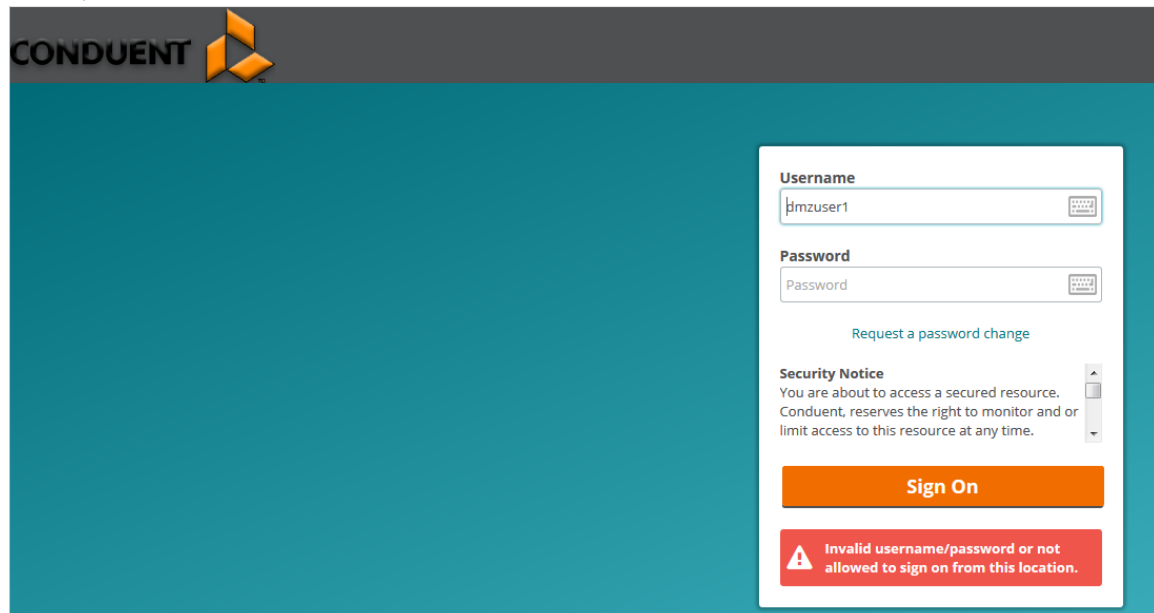 CONDUENT
Username
dmzuser1
Password
Password
Request a password change
Security Notice
You are about to access a secured resource.
Conduent, reserves the right to monitor and or
limit access to this resource at any time.
Sign On
Invalid username/password or not
allowed to sign on from this location.